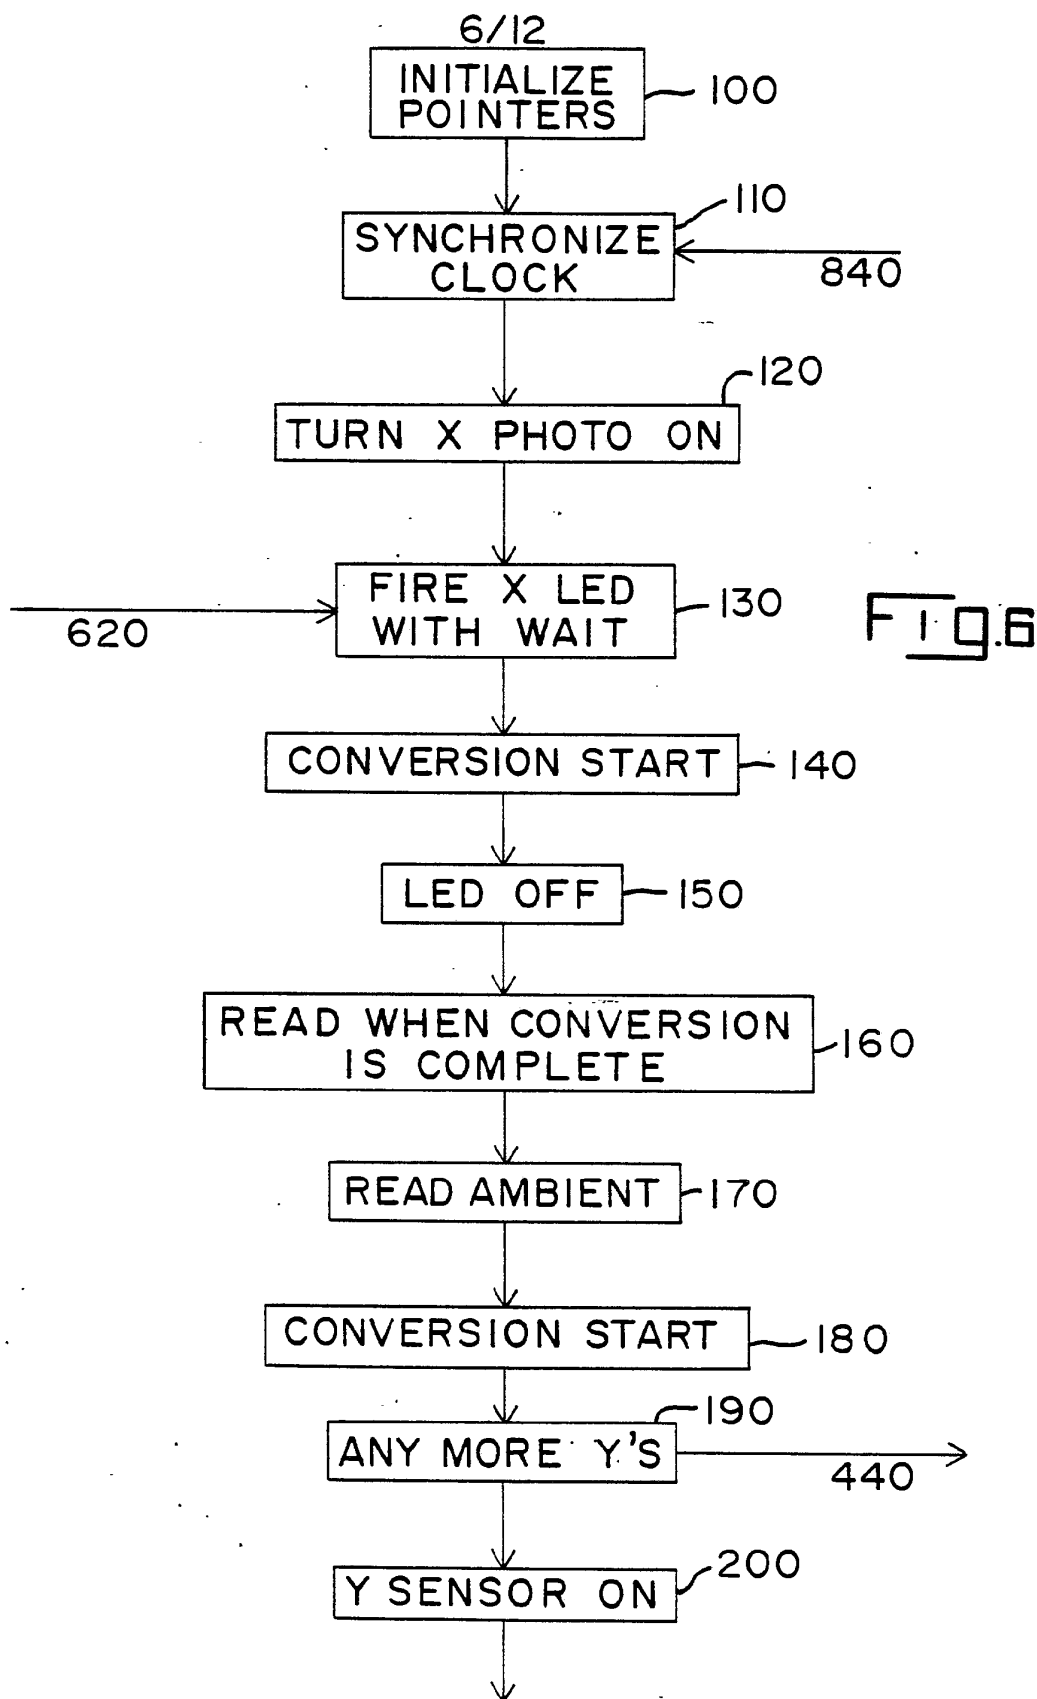 6/12
INITIALIZE
POINTERS
100
110
SYNCHRONIZE
CLOCK
840
120
TURN X PHOTO ON
FIRE X LED
WITH WAIT
130
620
Fig.6
CONVERSION START
140
LED OFF
150
READ WHEN CONVERSION
IS COMPLETE
160
READ AMBIENT
170
CONVERSION START
180
190
ANY MORE Y'S
440
200
Y SENSOR ON